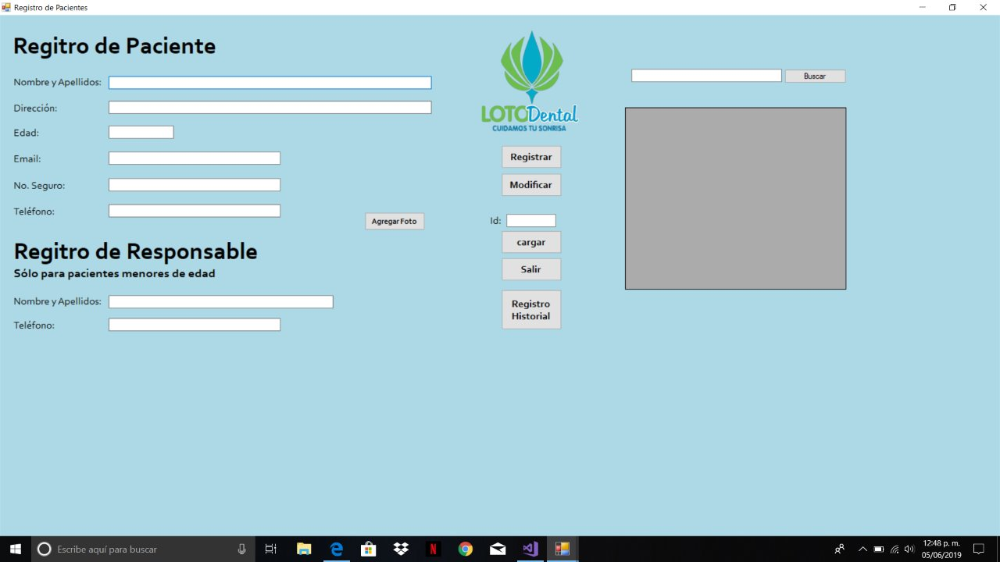 Registro de Pacientes
Regitro de Paciente
Nombre y Apellidos:
Dirección:
Edad:
Email:
No. Seguro:
Teléfono:
Agregar Foto
Regitro de Responsable
Sólo para pacientes menores de edad
Nombre y Apellidos:
Teléfono:
LOTODental
CUIDAMOS TU SONRISA
Registrar
Modificar
Id:
cargar
Salir
Registro
Historial
Buscar
Escribe aquí para buscar
12:48 p. m.
05/06/2019